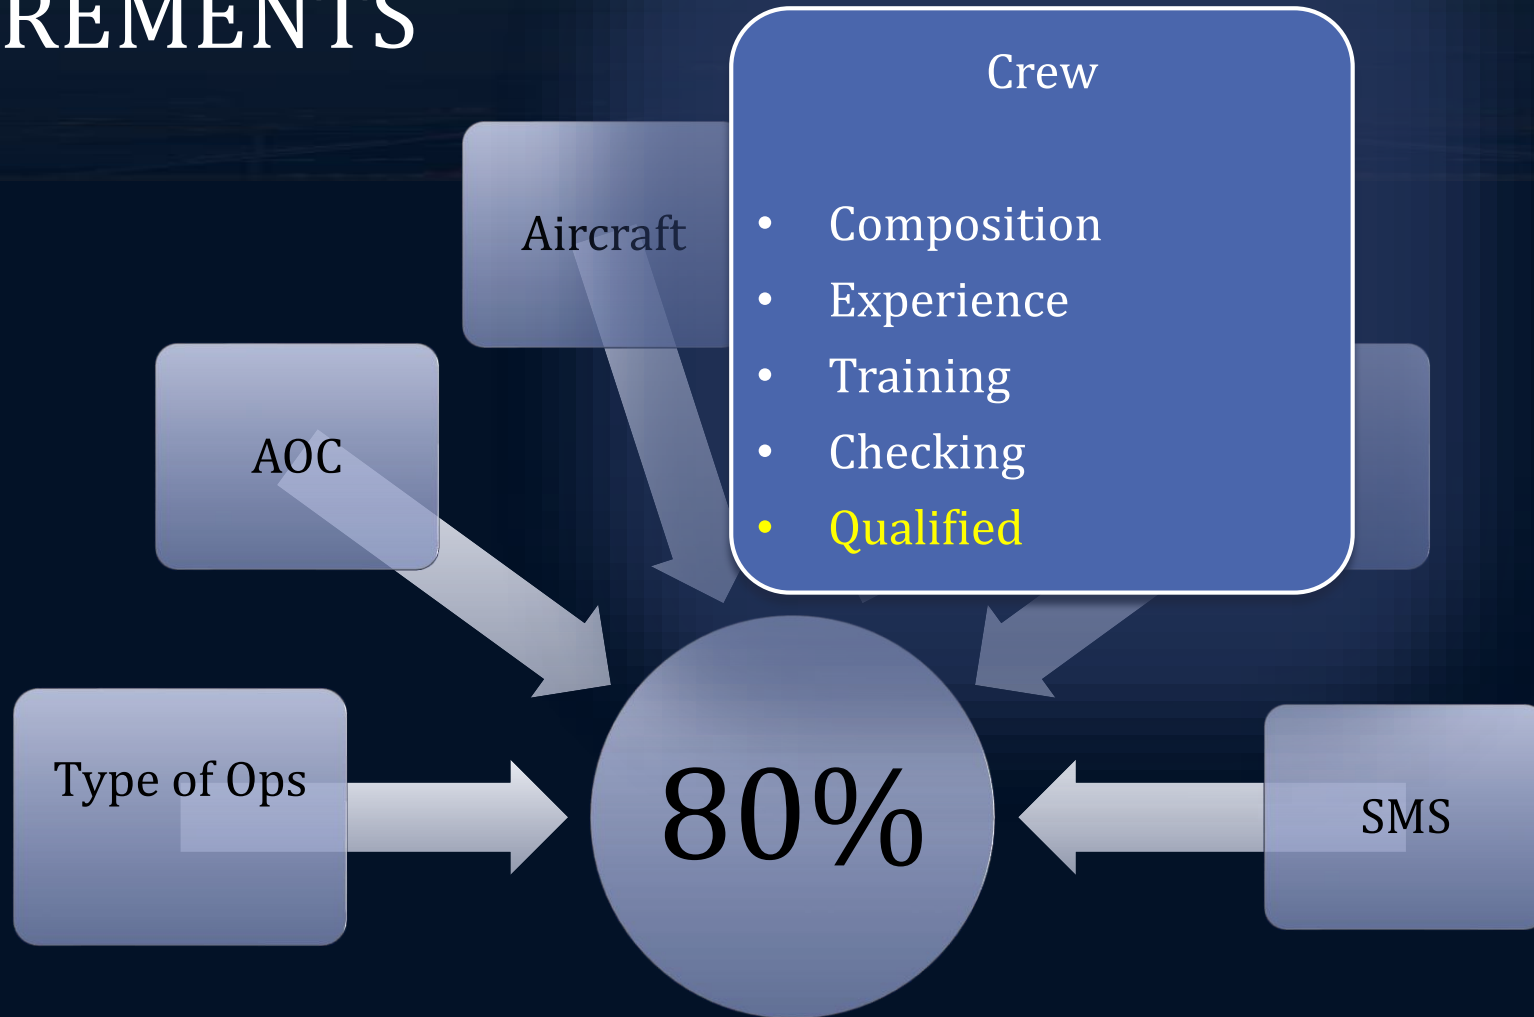 REMENTS
Crew
• Composition
• Experience
• Training
• Checking
• Qualified
Aircraft
AOC
Type of Ops
80%
SMS